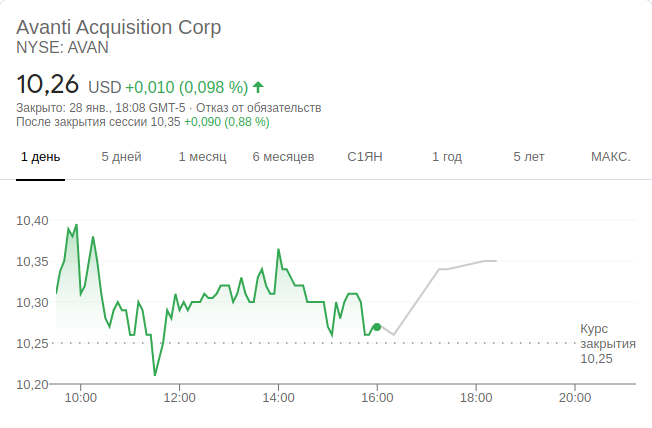 Avanti Acquisition Corp
NYSE: AVAN
10,26 USD +0,010 (0,098 %)
Закрыто: 28 янв., 18:08 GMT-5 · Отказ от обязательств
После закрытия сессии 10,35 +0,090 (0,88 %)
1 день 5 дней 1 месяц 6 месяцев С1ЯН 1 год 5 лет МАКС.
10,40
10,35
10,30
10,25
10,20
Курс
закрытия
10,25
10:00 12:00 14:00 16:00 18:00 20:00